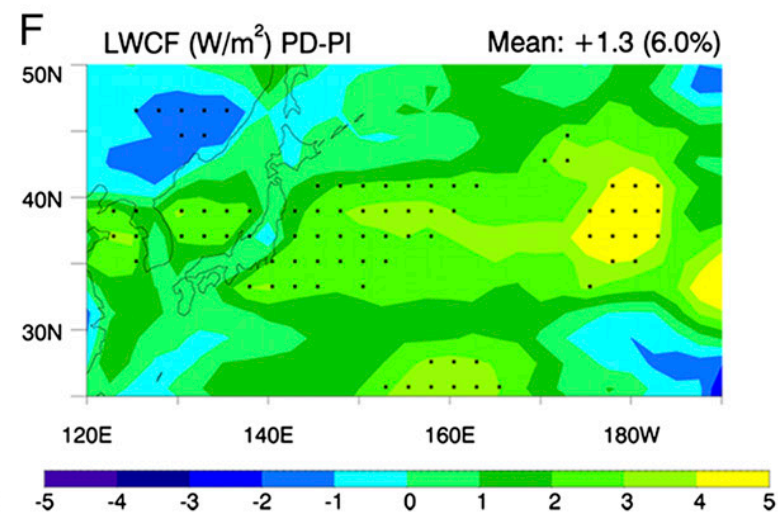 F
LWCF (W/m²) PD-PI Mean: +1.3 (6.0%)
50N
40N
30N
120E 140E 160E 180W
-5 -4 -3 -2 -1 0 1 2 3 4 5